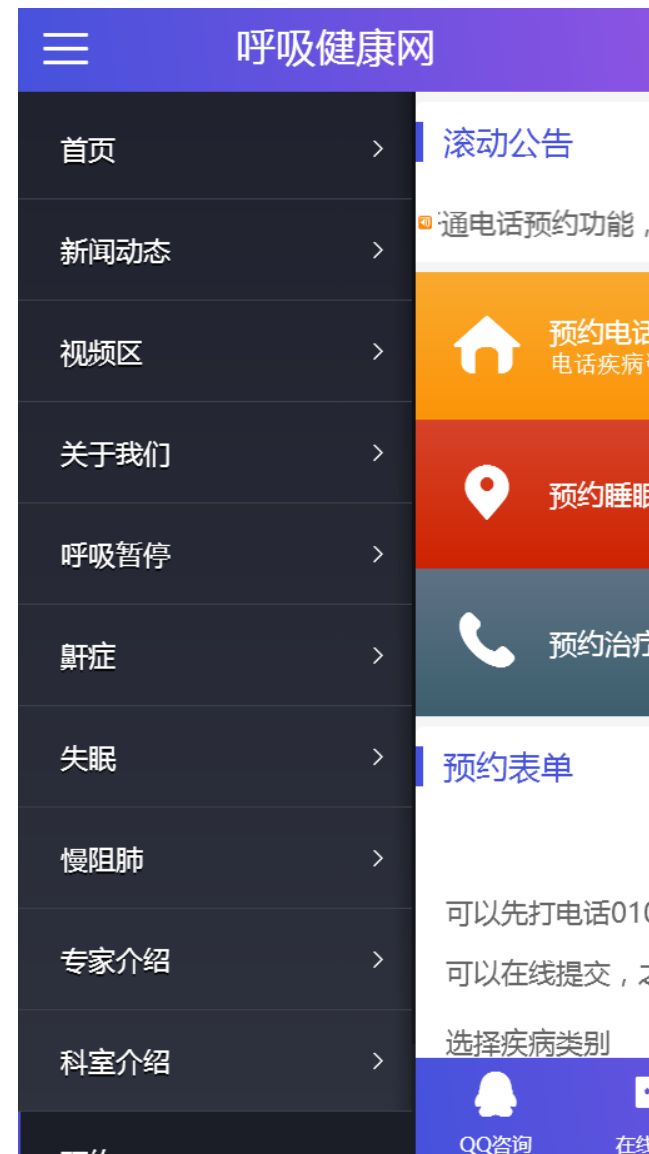 呼吸健康网
首页
新闻动态
视频区
关于我们
呼吸暂停
鼾症
失眠
慢阻肺
专家介绍
科室介绍
滚动公告
通电话预约功能，
预约电话
电话疾病
预约睡眠
预约治疗
预约表单
可以先打电话010
可以在线提交，之
选择疾病类别
QQ咨询
在线